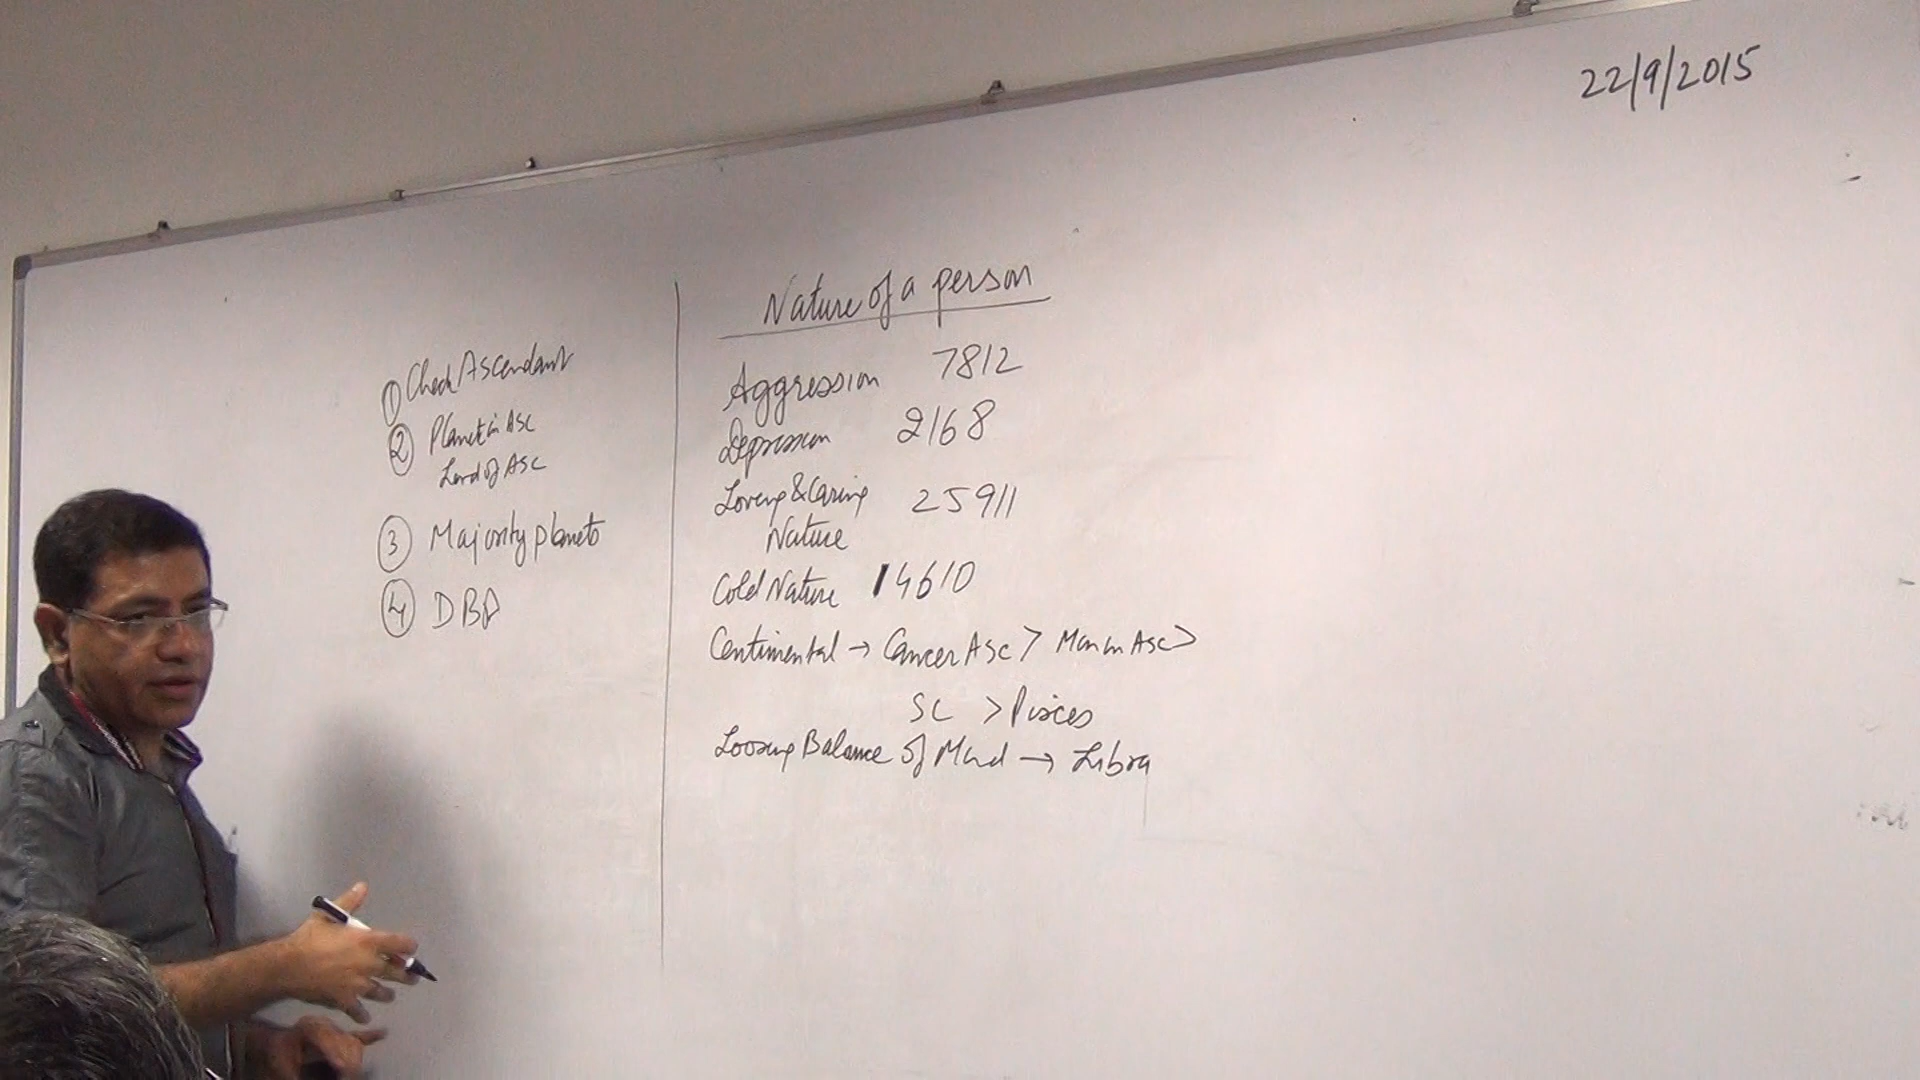 22/9/2015
① Check Ascendant
② Planet in Asc
Lord of Asc
③ Majority planets
④ DBA
Nature of a person
Aggression 7812
Depression 2168
Loving & Caring 25911
Nature
Cold Nature 14610
Centimental → Cancer Asc > Moon in Asc >
SC > Pisces
Loosing Balance of Mind → Libra